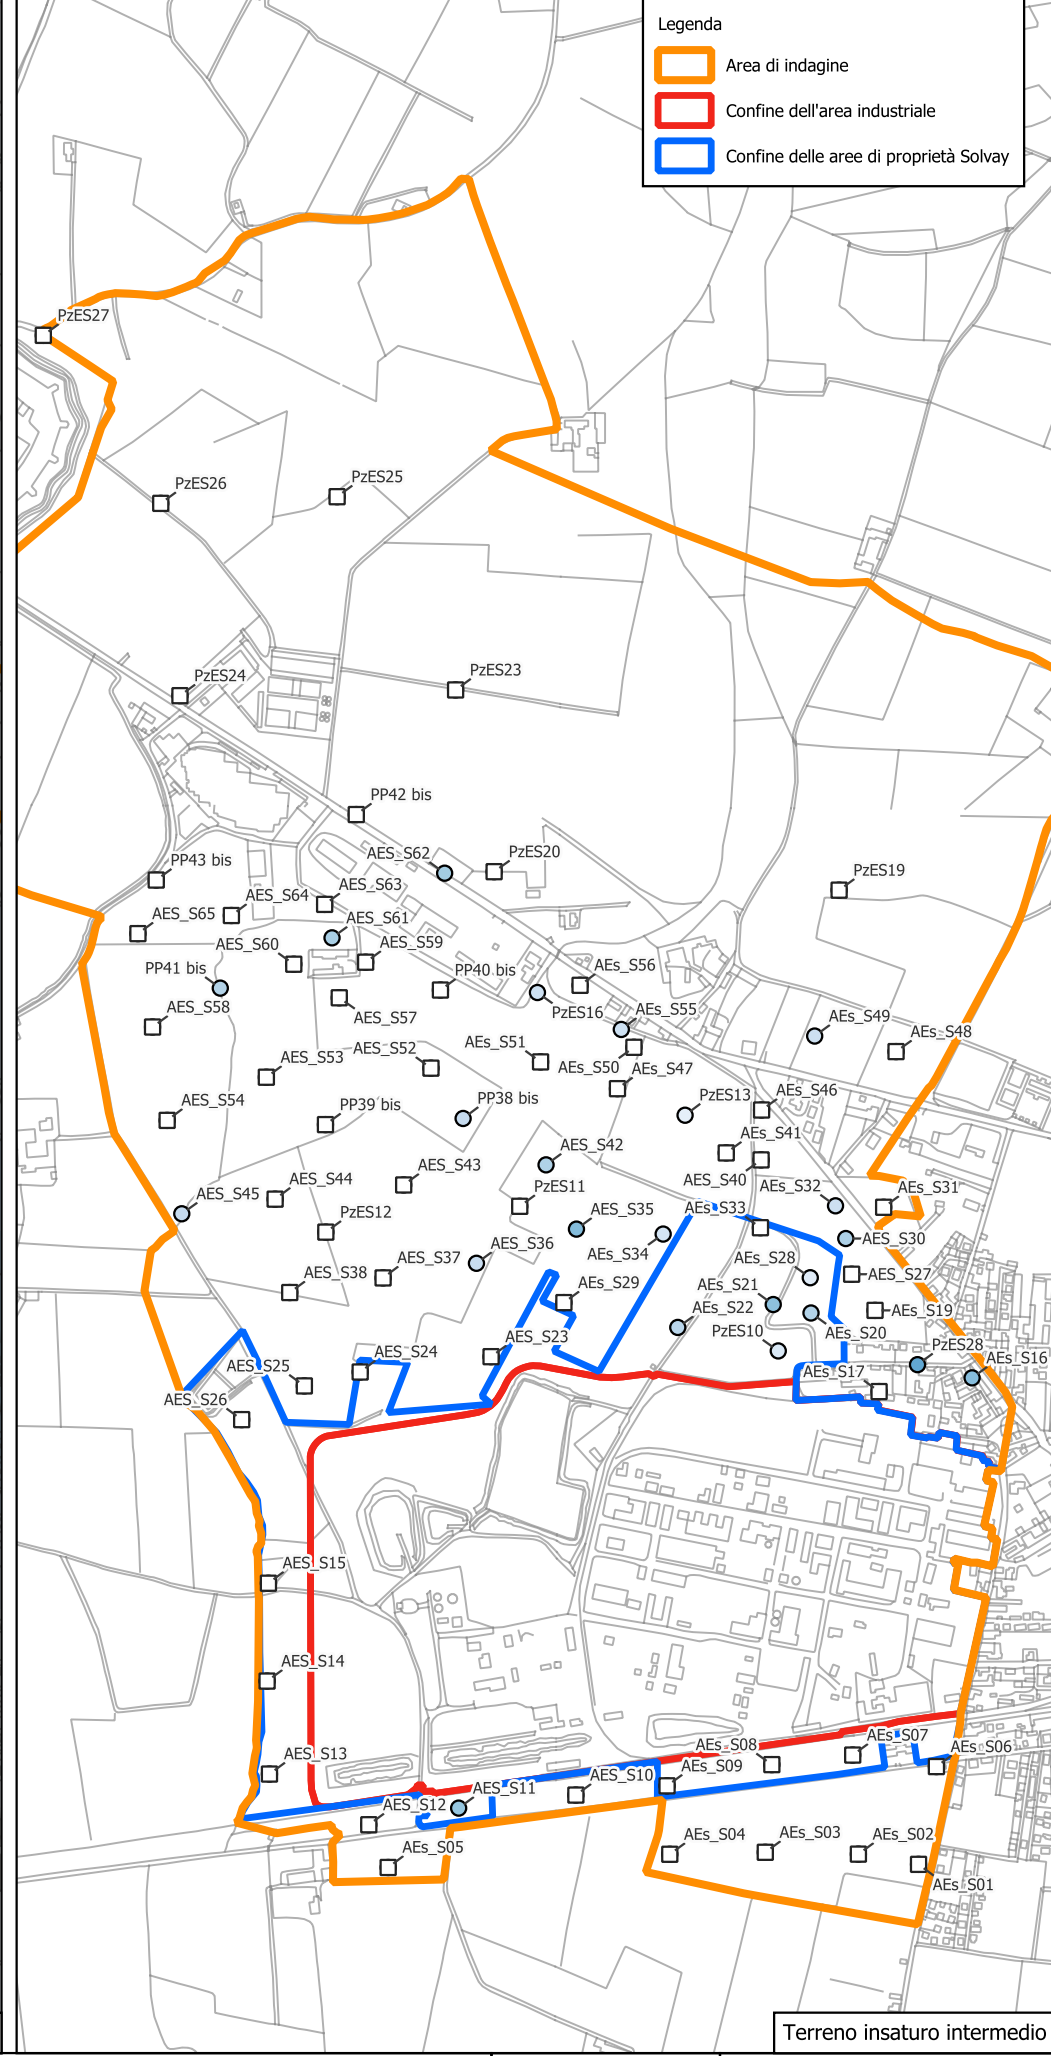 Legenda
Area di indagine
Confine dell'area industriale
Confine delle aree di proprietà Solvay
PzES27
PzES26
PzES25
PzES24
PzES23
PP42 bis
AES_S62
PzES20
PP43 bis
AES_S63
PzES19
AES_S64
AES_S65
AES_S61
AES_S60
AES_S59
PP41 bis
PP40 bis
AEs_S56
AES_S58
AES_S57
PzES16
AEs_S55
AEs_S49
AEs_S48
AES_S53
AES_S52
AEs_S51
AEs_S50
AEs_S47
AES_S54
PP39 bis
PP38 bis
PzES13
AEs_S46
AEs_S41
AES_S42
AES_S40
AES_S45
AES_S44
AES_S43
PzES11
AEs_S32
AEs_S31
PzES12
AES_S35
AEs_S33
AEs_S34
AEs_S30
AES_S37
AES_S36
AEs_S28
AES_S38
AEs_S29
AEs_S27
AEs_S21
AEs_S22
AEs_S19
AEs_S20
PzES10
PzES28
AES_S25
AES_S24
AES_S23
AEs_S16
AES_S26
AEs_S17
AES_S15
AES_S14
AES_S13
AEs_S08
AEs_S07
AEs_S06
AES_S12
AES_S11
AES_S10
AEs_S09
AEs_S05
AEs_S04
AEs_S03
AEs_S02
AEs_S01
Terreno insaturo intermedio